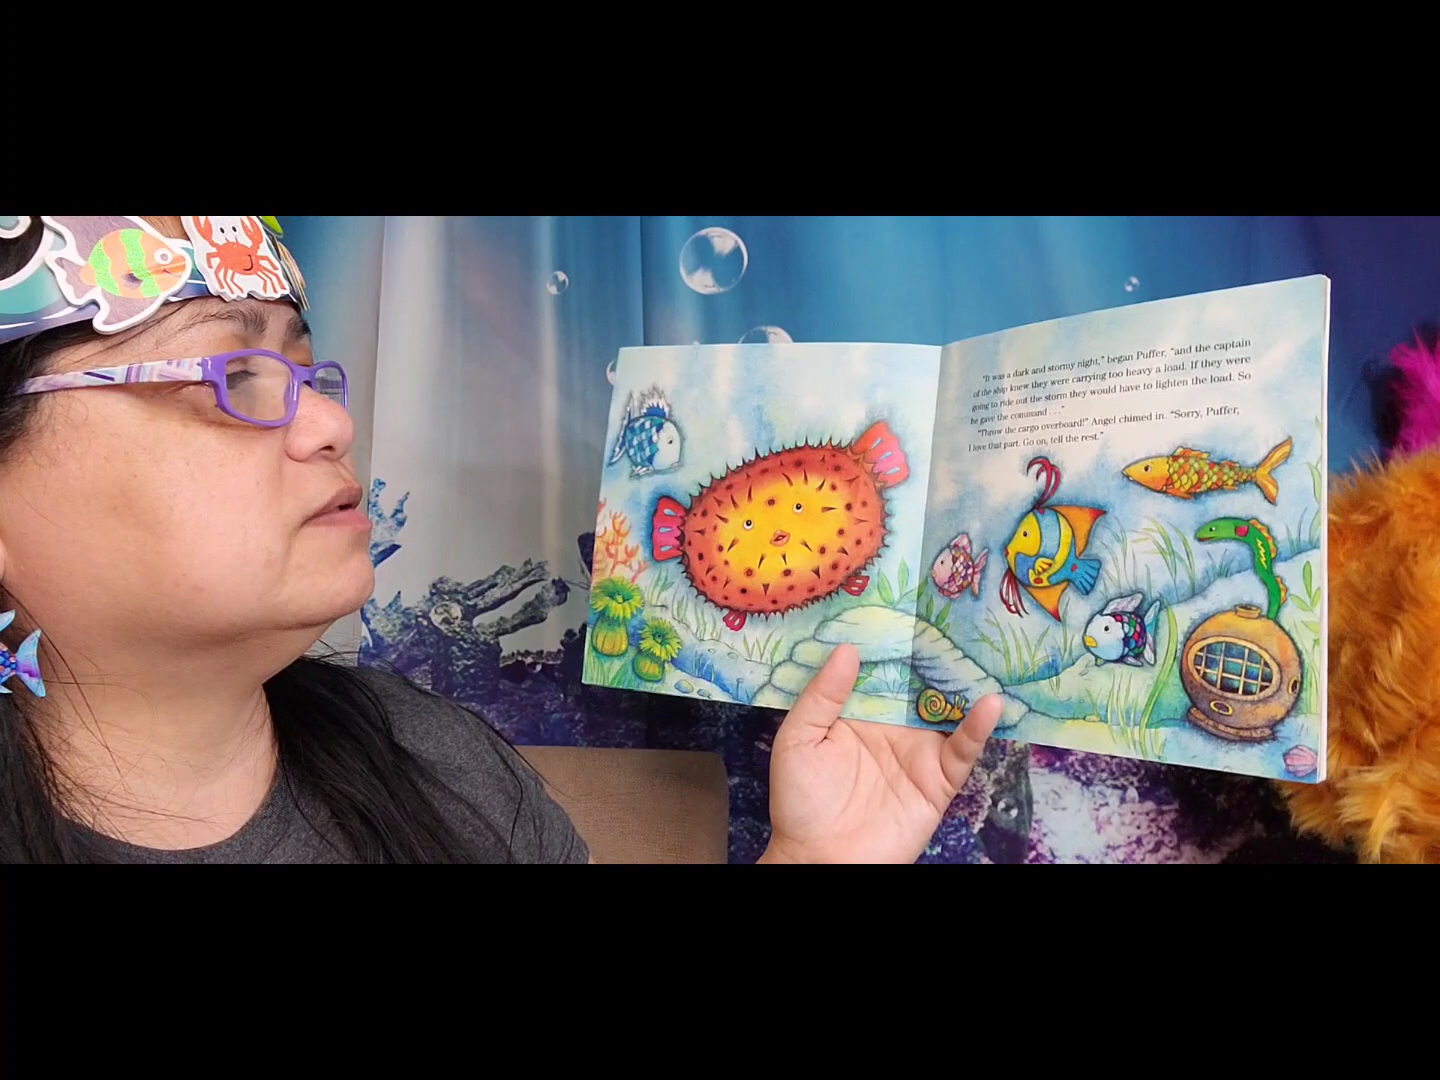 "It was a dark and stormy night," began Puffer, "and the captain
of the ship knew they were carrying too heavy a load. If they were
going to ride out the storm they would have to lighten the load. So
he gave the command . . ."
"Throw the cargo overboard!" Angel chimed in. "Sorry, Puffer,
I love that part. Go on, tell the rest."